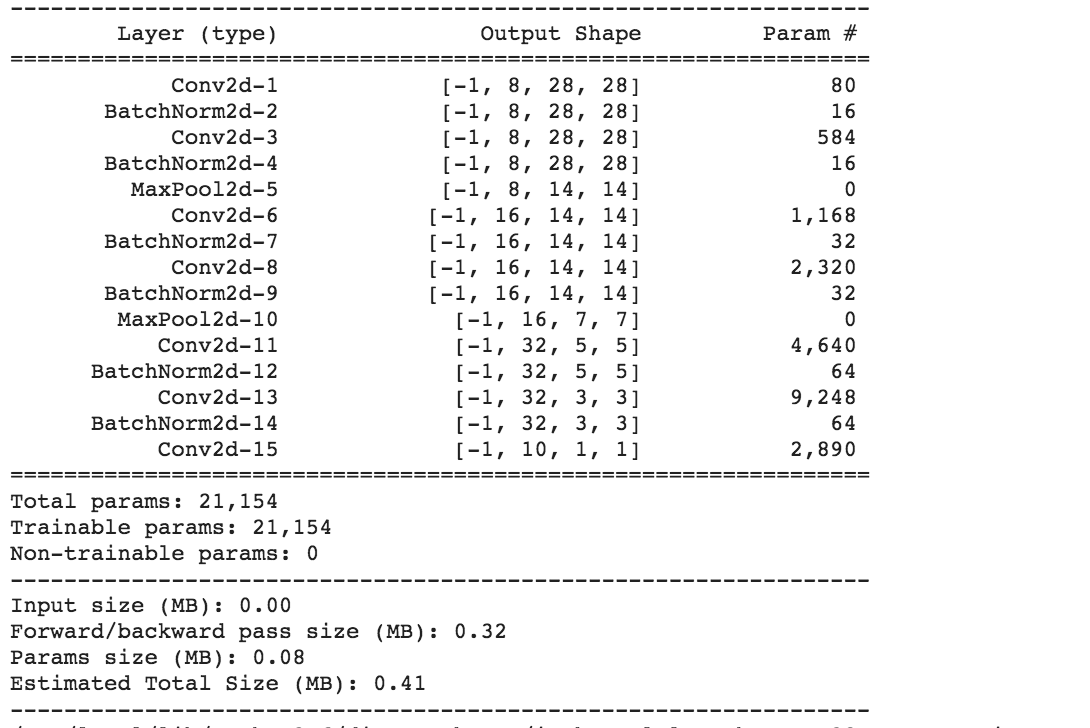 ----------------------------------------------------------------
Layer (type) Output Shape Param #
================================================================
Conv2d-1 [-1, 8, 28, 28] 80
BatchNorm2d-2 [-1, 8, 28, 28] 16
Conv2d-3 [-1, 8, 28, 28] 584
BatchNorm2d-4 [-1, 8, 28, 28] 16
MaxPool2d-5 [-1, 8, 14, 14] 0
Conv2d-6 [-1, 16, 14, 14] 1,168
BatchNorm2d-7 [-1, 16, 14, 14] 32
Conv2d-8 [-1, 16, 14, 14] 2,320
BatchNorm2d-9 [-1, 16, 14, 14] 32
MaxPool2d-10 [-1, 16, 7, 7] 0
Conv2d-11 [-1, 32, 5, 5] 4,640
BatchNorm2d-12 [-1, 32, 5, 5] 64
Conv2d-13 [-1, 32, 3, 3] 9,248
BatchNorm2d-14 [-1, 32, 3, 3] 64
Conv2d-15 [-1, 10, 1, 1] 2,890
================================================================
Total params: 21,154
Trainable params: 21,154
Non-trainable params: 0
----------------------------------------------------------------
Input size (MB): 0.00
Forward/backward pass size (MB): 0.32
Params size (MB): 0.08
Estimated Total Size (MB): 0.41
----------------------------------------------------------------